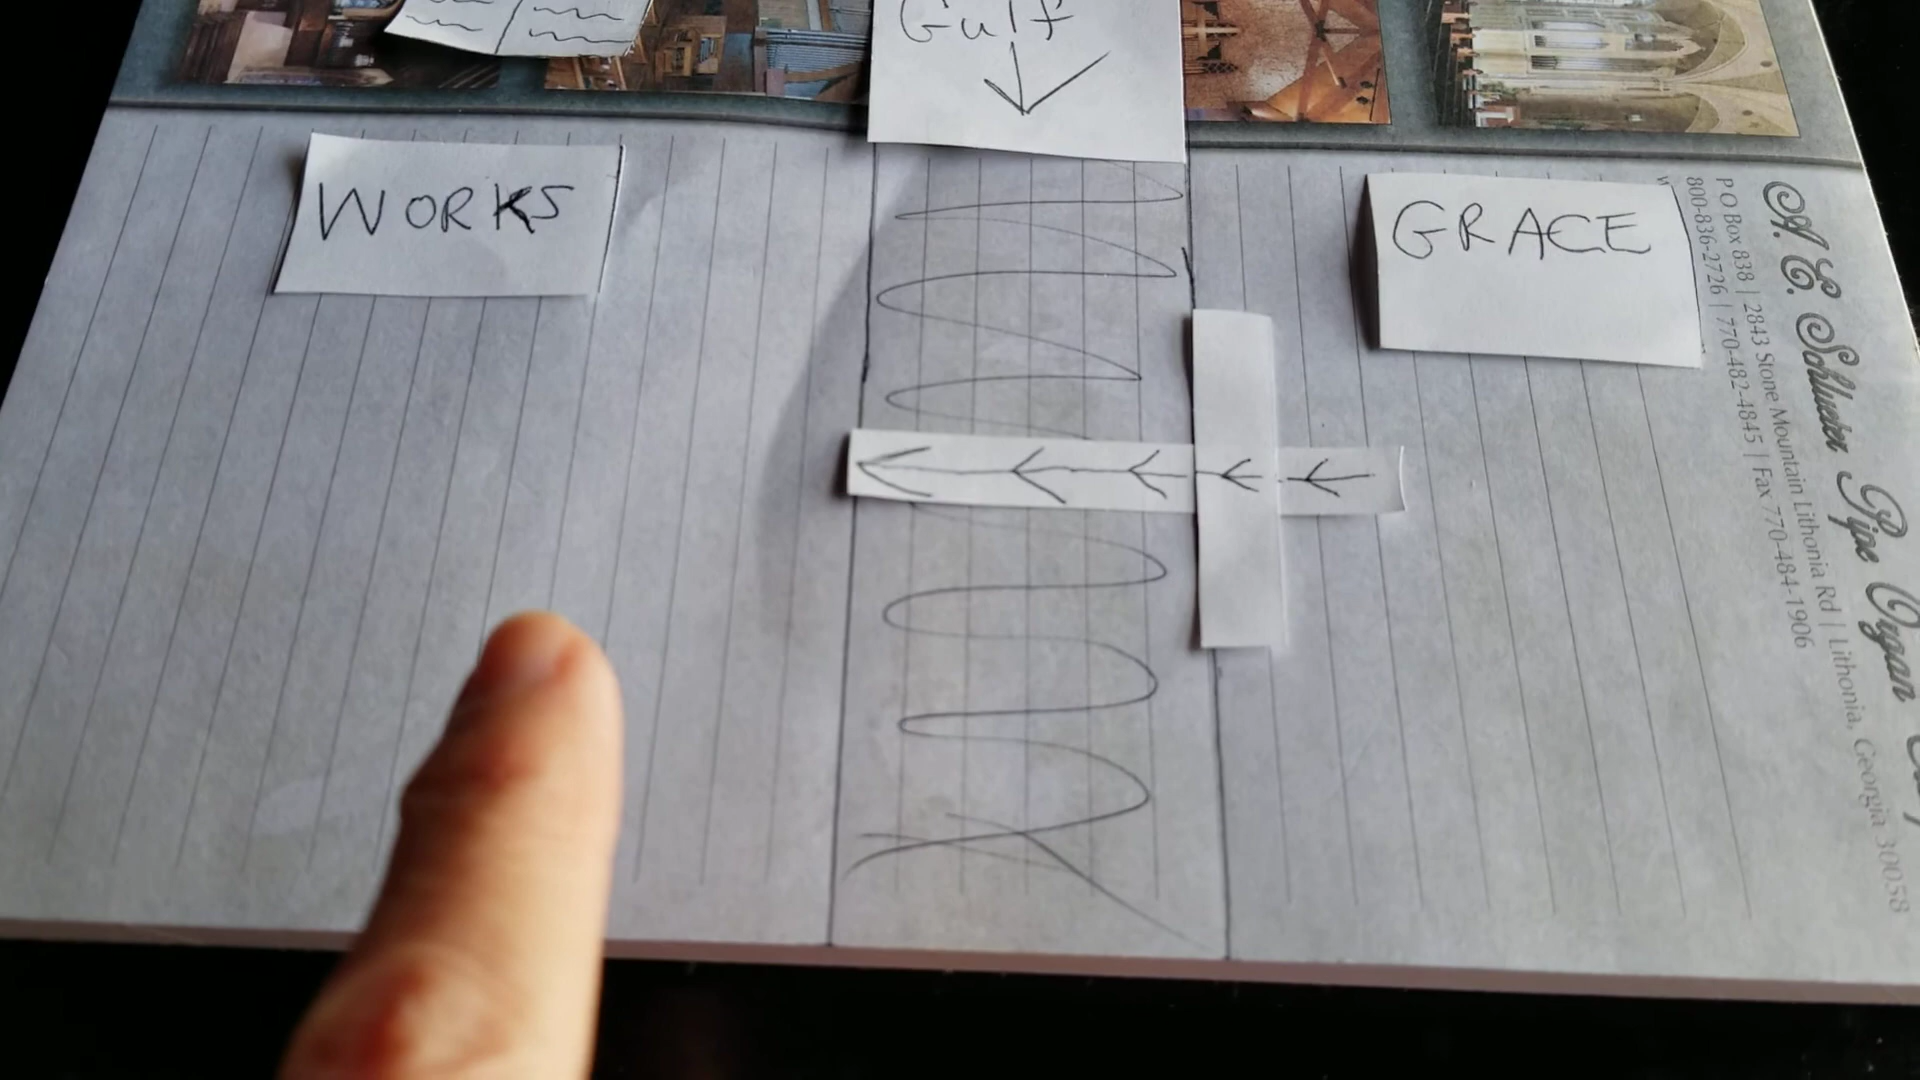 Gulf
WORKS
GRACE
A. E. Schlueter Pipe Organ
P O Box 838 | 2843 Stone Mountain Lithonia Rd | Lithonia, Georgia 30058
800-836-2726 | 770-482-4845 | Fax 770-484-1906